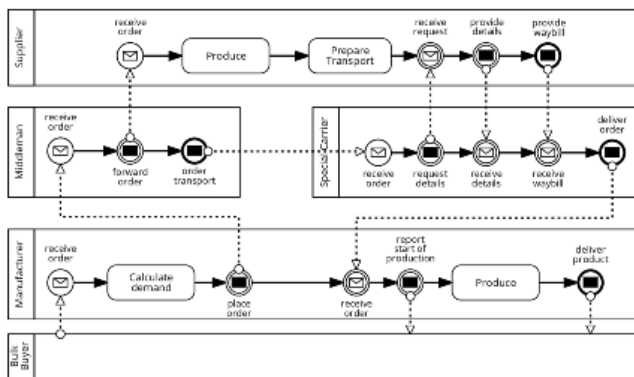 Supplier
receive
order
Produce
Prepare
Transport
receive
request
provide
details
provide
waybill
Middleman
receive
order
forward
order
order
transport
Special Carrier
receive
order
request
details
receive
details
receive
waybill
deliver
order
Manufacturer
receive
order
Calculate
demand
place
order
receive
order
report
start of
production
Produce
deliver
product
Bulk
Buyer